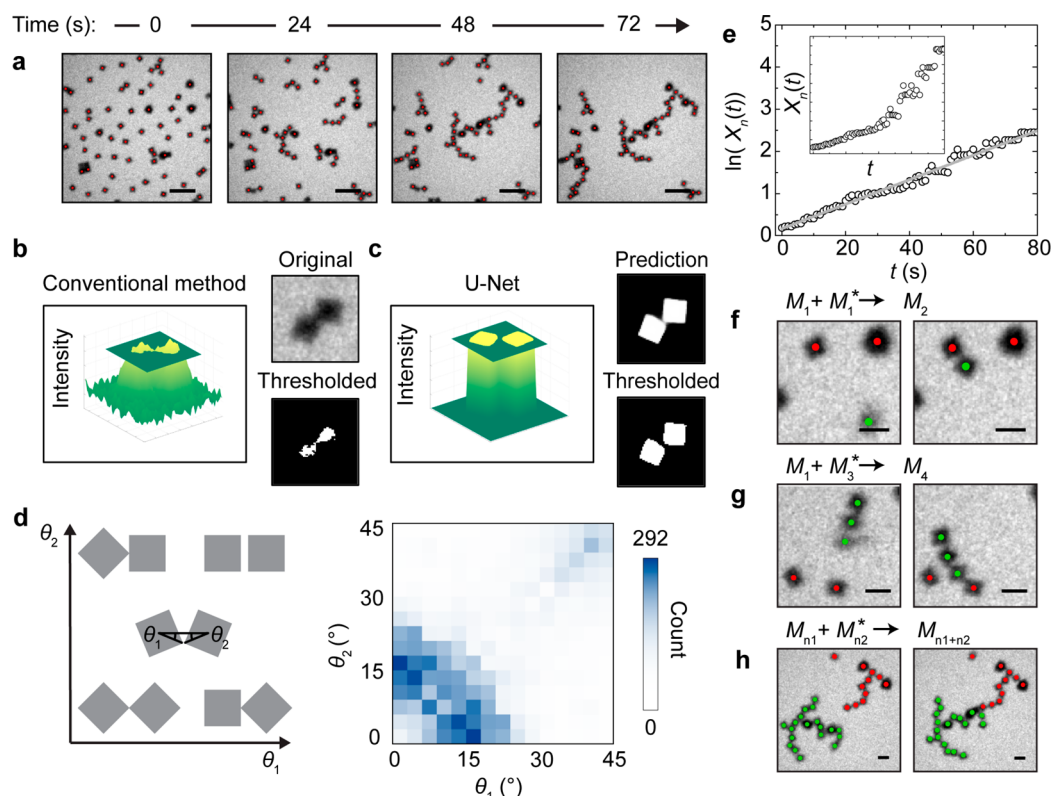 Time (s): 0 24 48 72
a
b
Conventional method
Intensity
Original
Thresholded
c
U-Net
Intensity
Prediction
Thresholded
d
θ2
θ1 θ2
θ1
45
30
15
0
θ2 (°)
0 15 30 45
θ1 (°)
292
Count
0
e
5
4
3
2
1
0
ln( Xn(t))
Xn(t)
t
0 20 40 60 80
t (s)
M1 + M1* → M2
f
M1 + M3* → M4
g
Mn1 + Mn2* → Mn1+n2
h